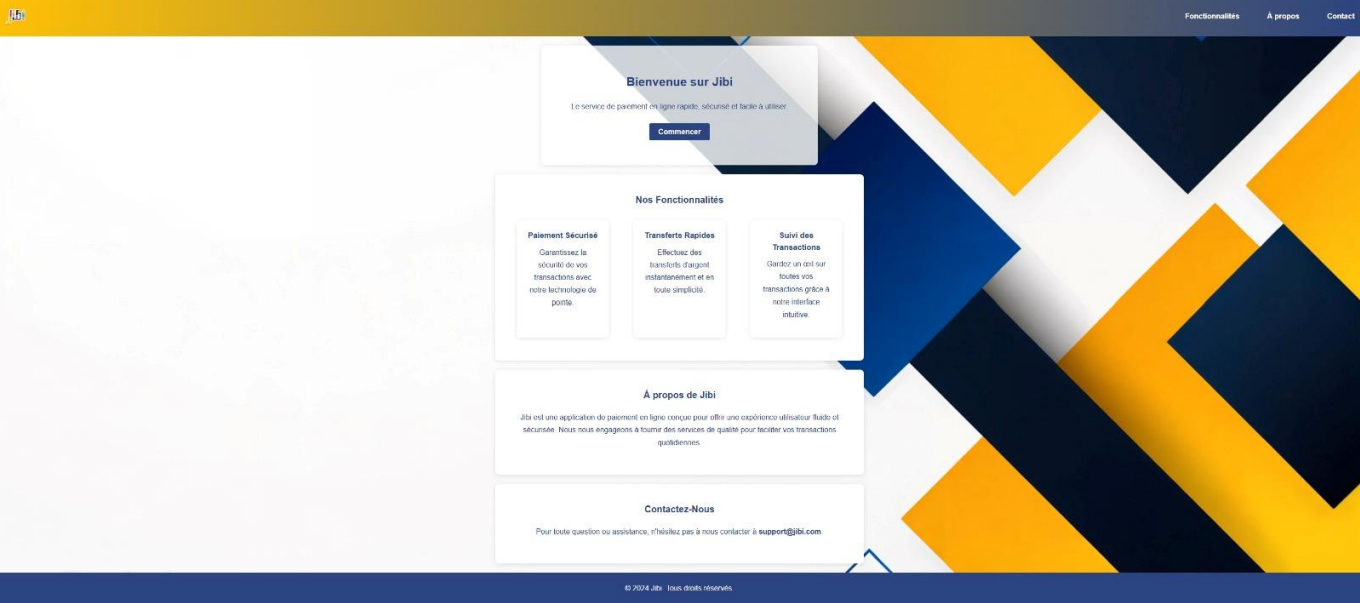 Jibi
Fonctionnalités À propos Contact
Bienvenue sur Jibi
Le service de paiement en ligne rapide, sécurisé et facile à utiliser
Commencer
Nos Fonctionnalités
Paiement Sécurisé
Garantissez la
sécurité de vos
transactions avec
notre technologie de
pointe.
Transferts Rapides
Effectuez des
transferts d'argent
instantanément et en
toute simplicité.
Suivi des
Transactions
Gardez un œil sur
toutes vos
transactions grâce à
notre interface
intuitive.
À propos de Jibi
Jibi est une application de paiement en ligne conçue pour offrir une expérience utilisateur fluide et
sécurisée. Nous nous engageons à fournir des services de qualité pour faciliter vos transactions
quotidiennes
Contactez-Nous
Pour toute question ou assistance, n'hésitez pas à nous contacter à support@jibi.com.
© 2024 Jibi. Tous droits réservés